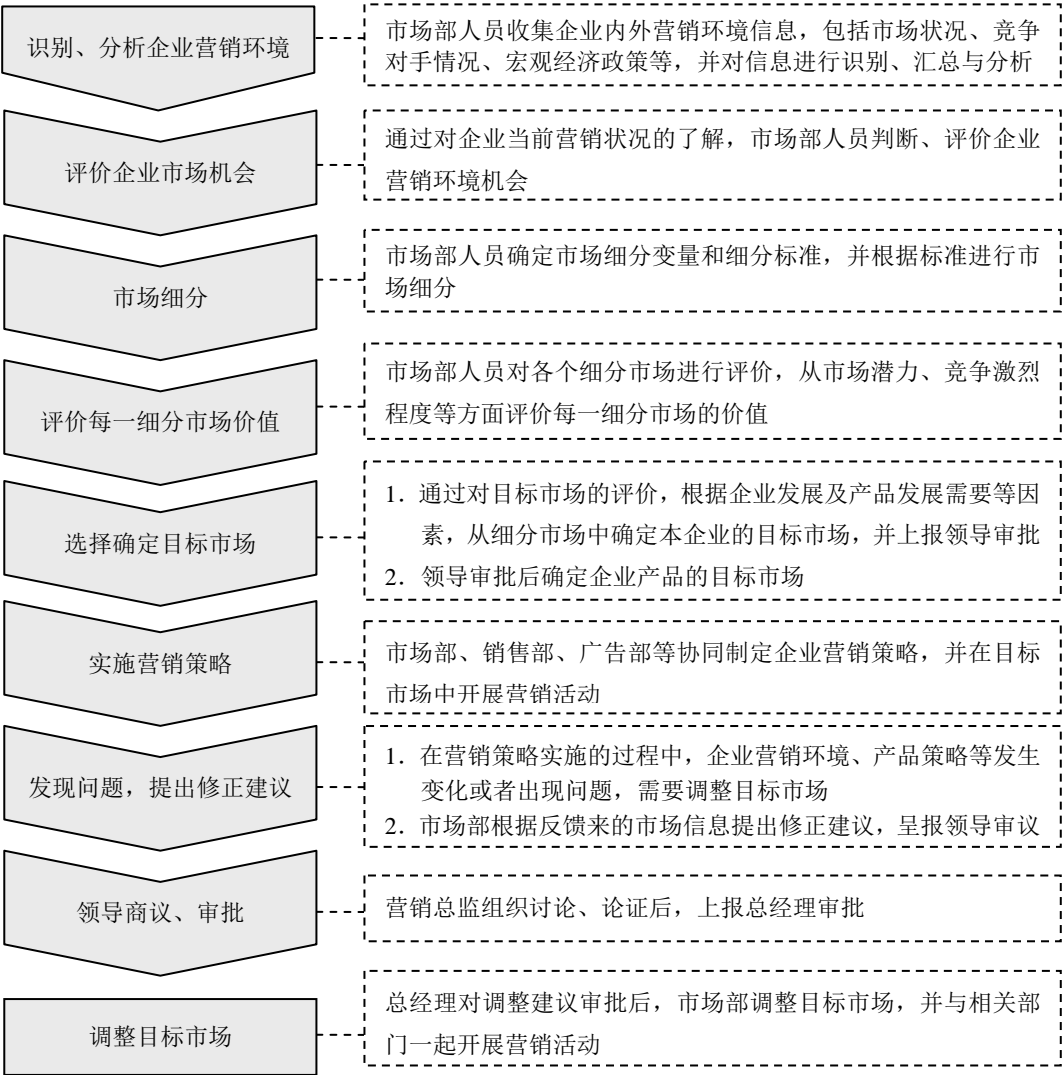 识别、分析企业营销环境
市场部人员收集企业内外营销环境信息，包括市场状况、竞争
对手情况、宏观经济政策等，并对信息进行识别、汇总与分析
评价企业市场机会
通过对企业当前营销状况的了解，市场部人员判断、评价企业
营销环境机会
市场细分
市场部人员确定市场细分变量和细分标准，并根据标准进行市
场细分
评价每一细分市场价值
市场部人员对各个细分市场进行评价，从市场潜力、竞争激烈
程度等方面评价每一细分市场的价值
选择确定目标市场
1．通过对目标市场的评价，根据企业发展及产品发展需要等因
素，从细分市场中确定本企业的目标市场，并上报领导审批
2．领导审批后确定企业产品的目标市场
实施营销策略
市场部、销售部、广告部等协同制定企业营销策略，并在目标
市场中开展营销活动
发现问题，提出修正建议
1．在营销策略实施的过程中，企业营销环境、产品策略等发生
变化或者出现问题，需要调整目标市场
2．市场部根据反馈来的市场信息提出修正建议，呈报领导审议
领导商议、审批
营销总监组织讨论、论证后，上报总经理审批
调整目标市场
总经理对调整建议审批后，市场部调整目标市场，并与相关部
门一起开展营销活动